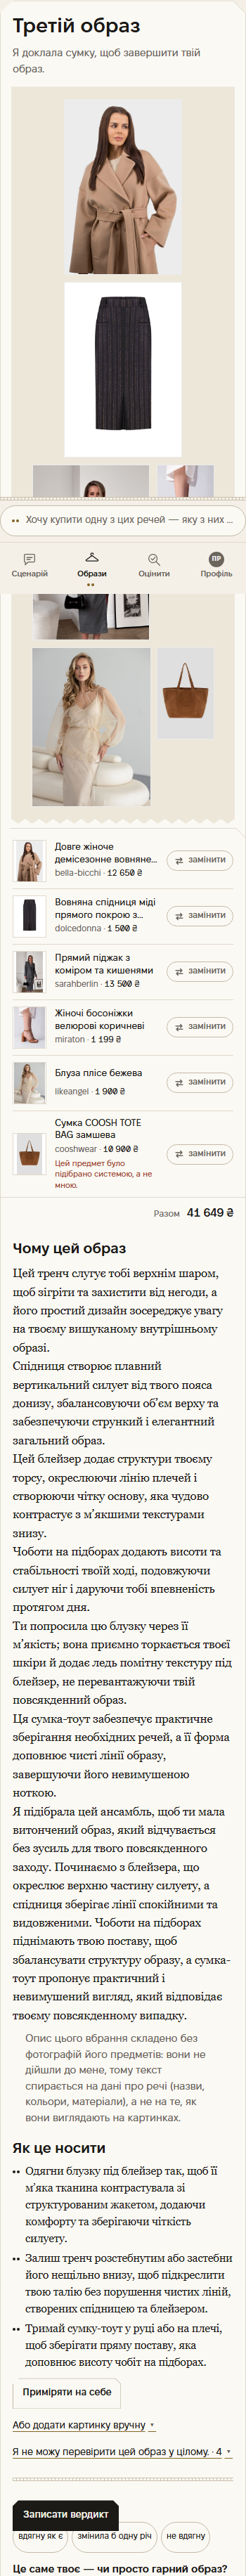 Третій образ
Я доклала сумку, щоб завершити твій
образ.
Хочу купити одну з цих речей — яку з них ...
Сценарій
Образи
Оцінити
ПР
Профіль
Довге жіноче
демісезонне вовняне...
bella-bicchi · 12 650 ₴
замінити
Вовняна спідниця міді
прямого покрою з...
dolcedonna · 1 500 ₴
замінити
Прямий піджак з
коміром та кишенями
sarahberlin · 13 500 ₴
замінити
Жіночі босоніжки
велюрові коричневі
miraton · 1 199 ₴
замінити
Блуза плісе бежева
likeangel · 1 900 ₴
замінити
Сумка COOSH TOTE
BAG замшева
cooshwear · 10 900 ₴
Цей предмет було
підібрано системою, а не
мною.
замінити
Разом 41 649 ₴
Чому цей образ
Цей тренч слугує тобі верхнім шаром,
щоб зігріти та захистити від негоди, а
його простий дизайн зосереджує увагу
на твоєму вишуканому внутрішньому
образі.
Спідниця створює плавний
вертикальний силует від твого пояса
донизу, збалансовуючи об'єм верху та
забезпечуючи стрункий і елегантний
загальний образ.
Цей блейзер додає структури твоєму
торсу, окреслюючи лінію плечей і
створюючи чітку основу, яка чудово
контрастує з м'якшими текстурами
знизу.
Чоботи на підборах додають висоти та
стабільності твоїй ході, подовжуючи
силует ніг і даруючи тобі впевненість
протягом дня.
Ти попросила цю блузку через її
м'якість; вона приємно торкається твоєї
шкіри й додає ледь помітну текстуру під
блейзер, не перевантажуючи твій
повсякденний образ.
Ця сумка-тоут забезпечує практичне
зберігання необхідних речей, а її форма
доповнює чисті лінії образу,
завершуючи його невимушеною
ноткою.
Я підібрала цей ансамбль, щоб ти мала
витончений образ, який відчувається
без зусиль для твого повсякденного
заходу. Починаємо з блейзера, що
окреслює верхню частину силуету, а
спідниця зберігає лінії спокійними та
видовженими. Чоботи на підборах
піднімають твою поставу, щоб
збалансувати структуру образу, а сумка-
тоут пропонує практичний і
невимушений вигляд, який відповідає
твоєму повсякденному випадку.
Опис цього вбрання складено без
фотографій його предметів: вони не
дійшли до мене, тому текст
спирається на дані про речі (назви,
кольори, матеріали), а не на те, як
вони виглядають на картинках.
Як це носити
Одягни блузку під блейзер так, щоб її
м'яка тканина контрастувала зі
структурованим жакетом, додаючи
комфорту та зберігаючи чіткість
силуету.
Залиш тренч розстебнутим або застебни
його нещільно внизу, щоб підкреслити
твою талію без порушення чистих ліній,
створених спідницею та блейзером.
Тримай сумку-тоут у руці або на плечі,
щоб зберігати пряму поставу, яка
доповнює висоту чобіт на підборах.
Приміряти на себе
Або додати картинку вручну
Я не можу перевірити цей образ у цілому. · 4
Записати вердикт
вдягну як є
змінила б одну річ
не вдягну
Це саме твоє — чи просто гарний образ?